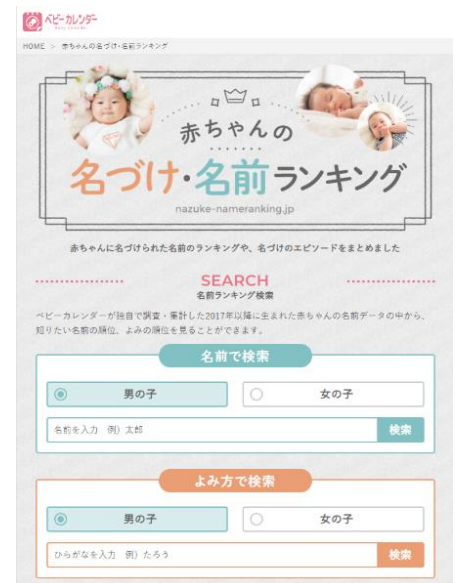 ベビーカレンダー
HOME > 赤ちゃんの名づけ・名前ランキング
赤ちゃんの
名づけ・名前ランキング
nazuke-nameranking.jp
赤ちゃんに名づけられた名前のランキングや、名づけのエピソードをまとめました
SEARCH
名前ランキング検索
ベビーカレンダーが独自で調査・集計した2017年以降に生まれた赤ちゃんの名前データの中から、
知りたい名前の順位、よみの順位を見ることができます。
名前で検索
男の子 女の子
名前を入力 例）太郎 検索
よみ方で検索
男の子 女の子
ひらがなを入力 例）たろう 検索